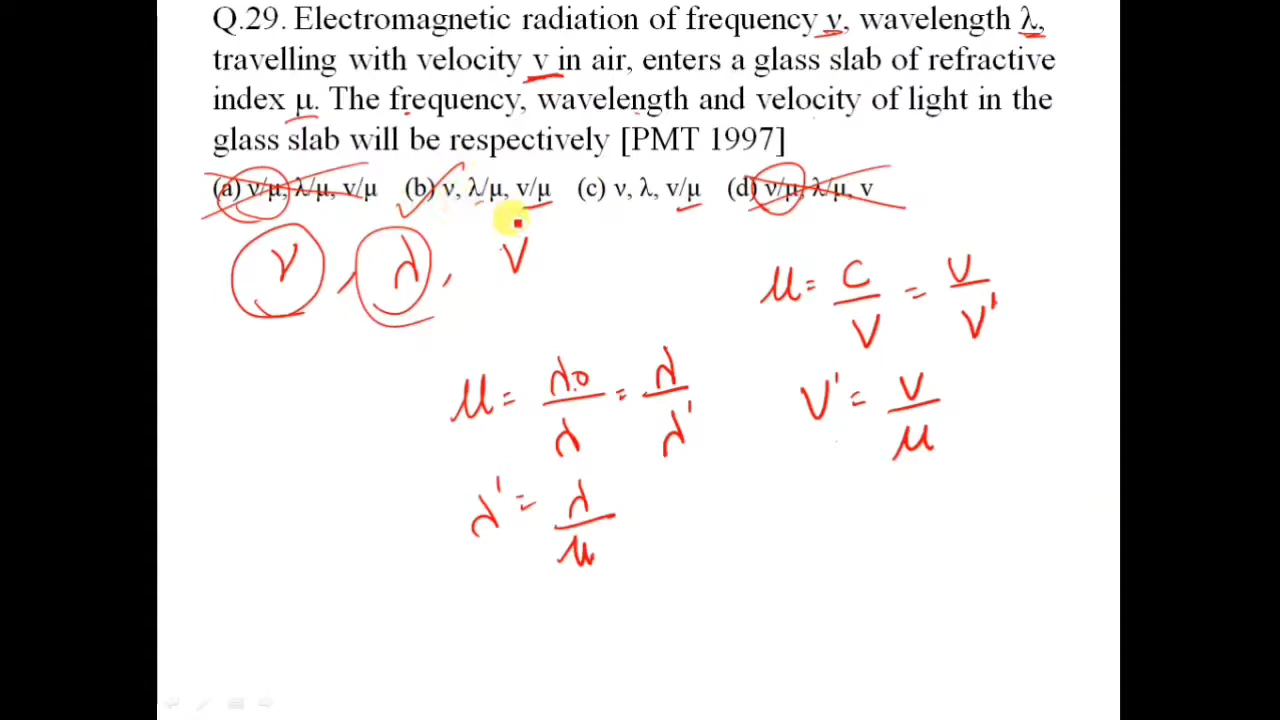 Q.29. Electromagnetic radiation of frequency ν, wavelength λ,
travelling with velocity v in air, enters a glass slab of refractive
index μ. The frequency, wavelength and velocity of light in the
glass slab will be respectively [PMT 1997]
(a) ν/μ, λ/μ, v/μ (b) ν, λ/μ, v/μ (c) ν, λ, v/μ (d) ν/μ, λ/μ, v
ν, λ, v
μ = c/v = v/v'
μ = λ0/λ = λ/λ'
v' = v/μ
λ' = λ/μ